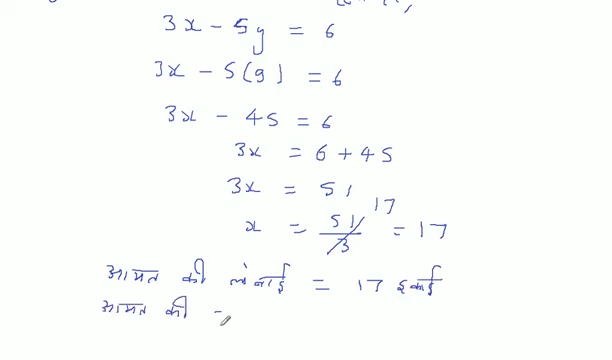 3x - 5y = 6
3x - 5(9) = 6
3x - 45 = 6
3x = 6 + 45
3x = 51
x = 51/3 = 17 17
आयत की लंबाई = 17 इकाई
आयत की